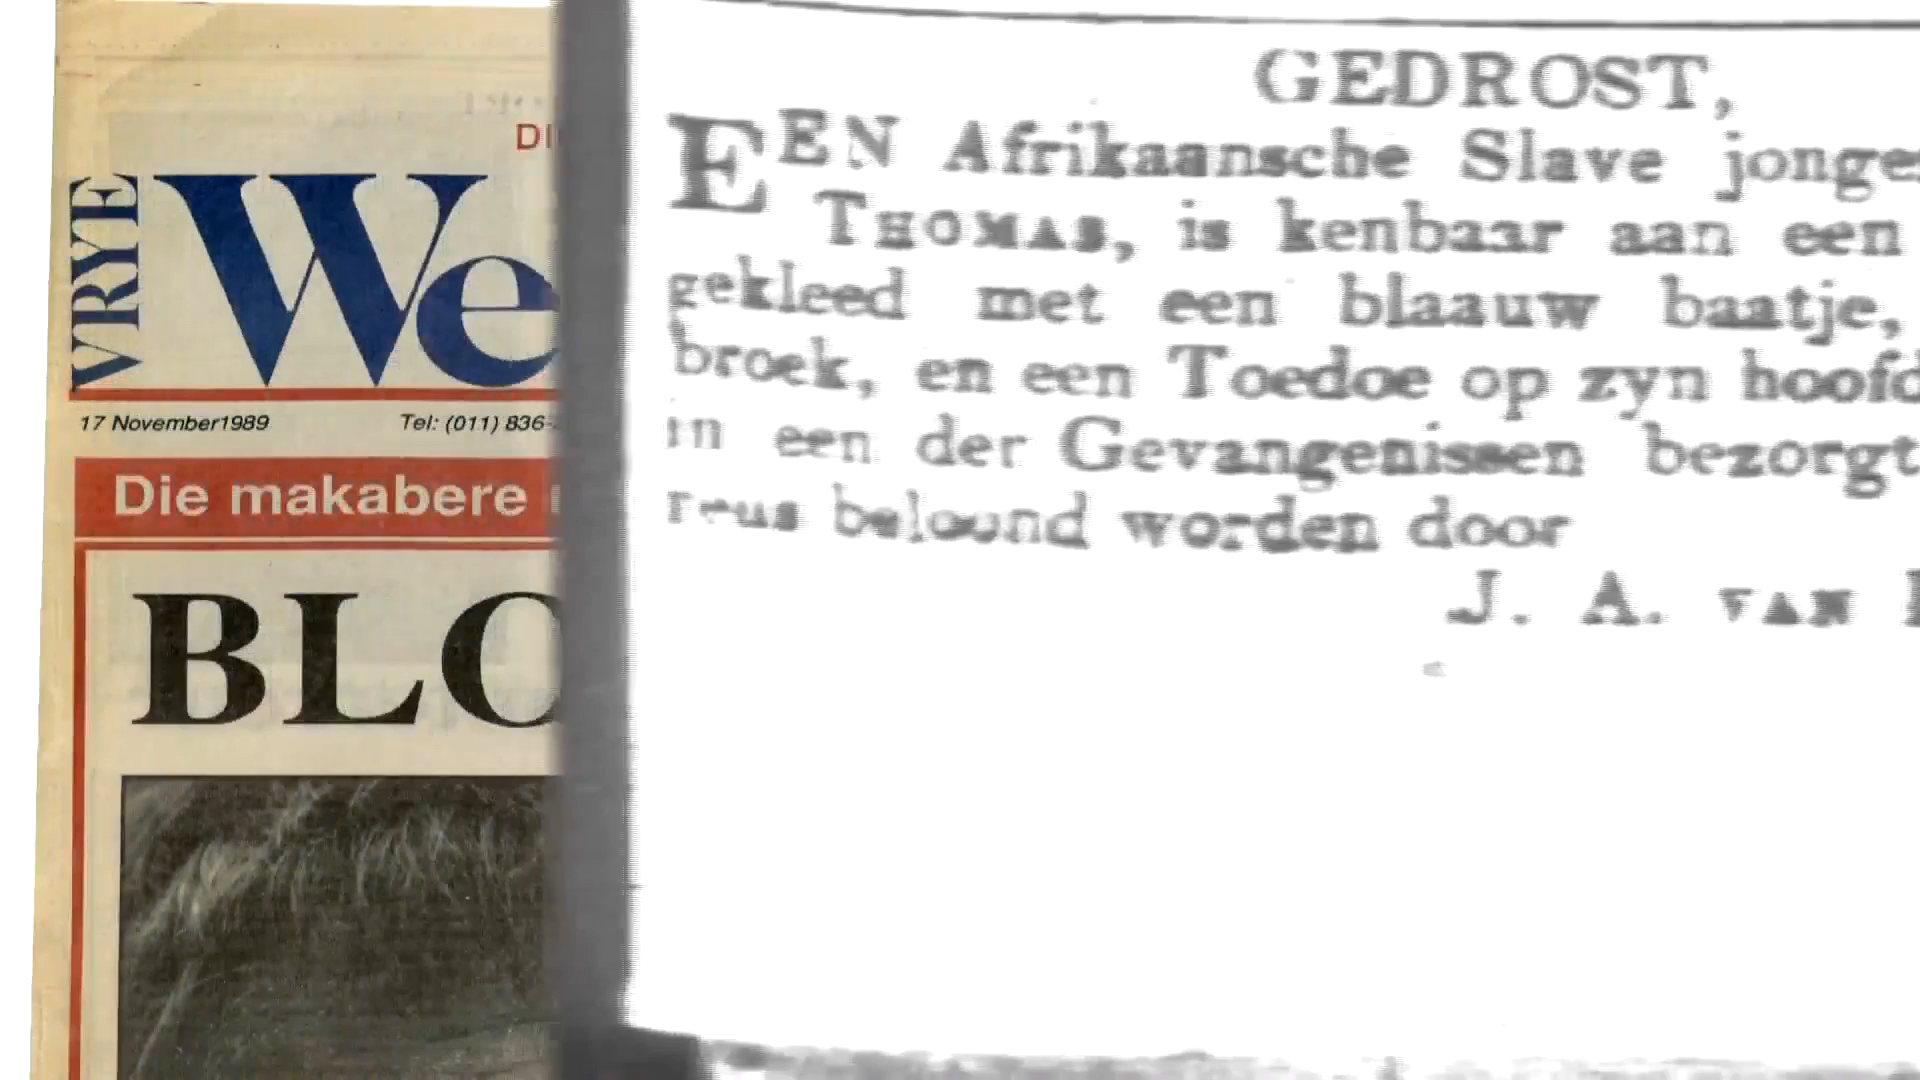 DI
VRYE
We
17 November1989 Tel: (011) 836-
Die makabere
BLO
GEDROST,
EEN Afrikaansche Slave jonge
THOMAS, is kenbaar aan een
gekleed met een blaauw baatje,
broek, en een Toedoe op zyn hoofd
in een der Gevangenissen bezorgt
beloond worden door
J. A. VAN